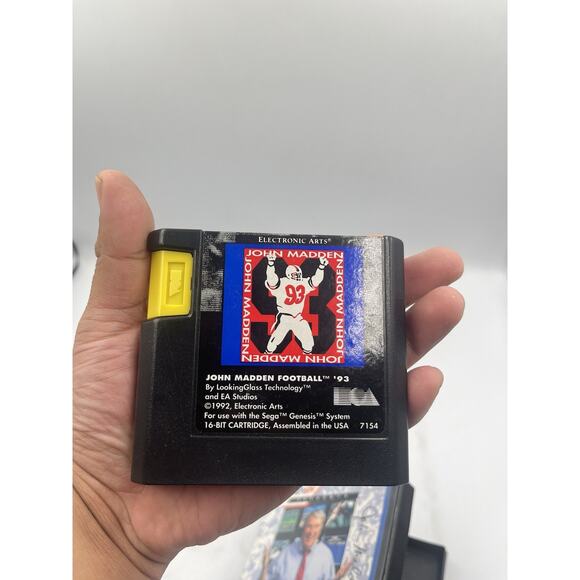 ELECTRONIC ARTS®
JOHN MADDEN
JOHN MADDEN
JOHN MADDEN
93
JOHN MADDEN
JOHN MADDEN FOOTBALL™ '93
By LookingGlass Technology™
and EA Studios
©1992, Electronic Arts
For use with the Sega™ Genesis™ System
16-BIT CARTRIDGE, Assembled in the USA 7154